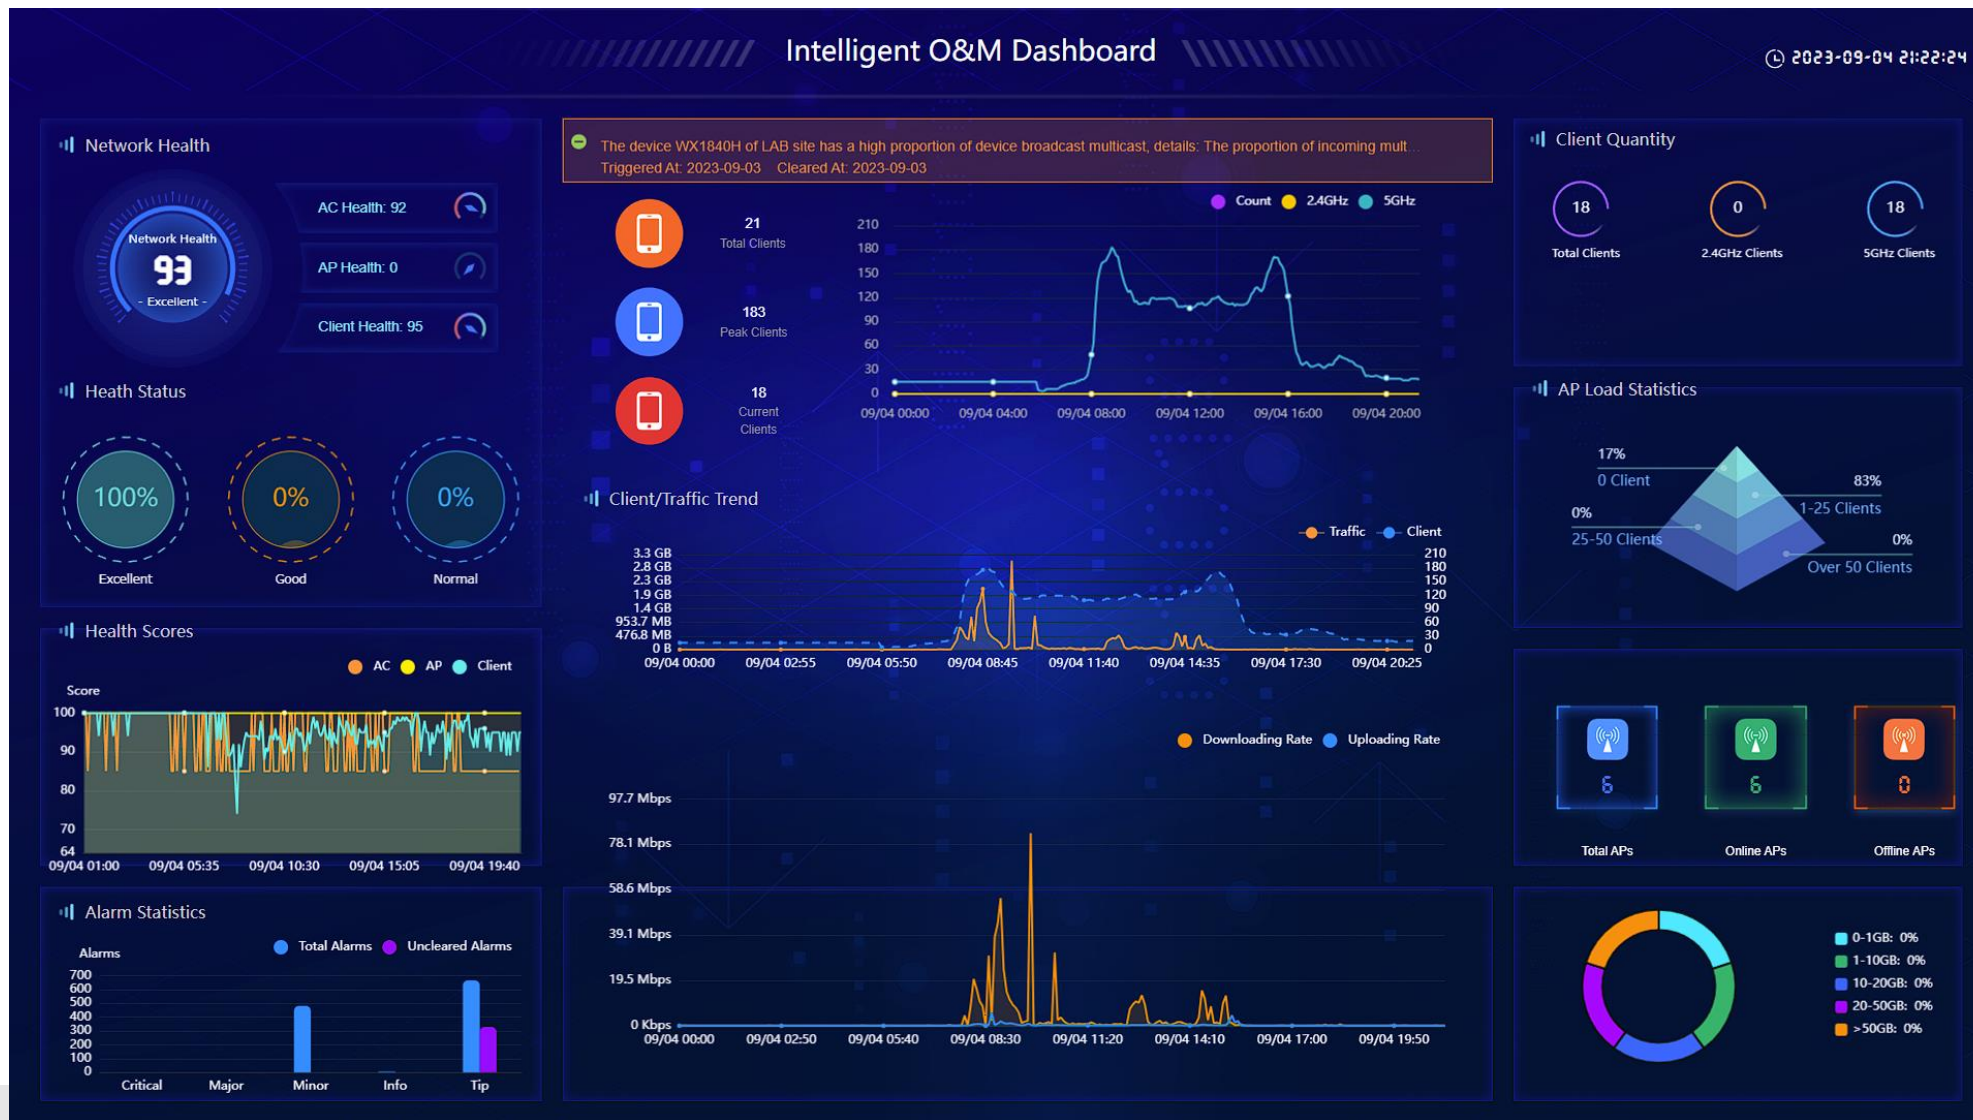 Intelligent O&M Dashboard
2023-09-04 21:22:24
Network Health
Network Health
93
- Excellent -
AC Health: 92
AP Health: 0
Client Health: 95
Heath Status
100%
0%
0%
Excellent
Good
Normal
Health Scores
AC
AP
Client
Score
100
90
80
70
64
09/04 01:00
09/04 05:35
09/04 10:30
09/04 15:05
09/04 19:40
Alarm Statistics
Total Alarms
Uncleared Alarms
Alarms
700
600
500
400
300
200
100
0
Critical
Major
Minor
Info
Tip
The device WX1840H of LAB site has a high proportion of device broadcast multicast, details: The proportion of incoming mult...
Triggered At: 2023-09-03 Cleared At: 2023-09-03
21
Total Clients
183
Peak Clients
18
Current
Clients
Count
2.4GHz
5GHz
210
180
150
120
90
60
30
0
09/04 00:00
09/04 04:00
09/04 08:00
09/04 12:00
09/04 16:00
09/04 20:00
Client/Traffic Trend
Traffic
Client
3.3 GB
2.8 GB
2.3 GB
1.9 GB
1.4 GB
953.7 MB
476.8 MB
0 B
210
180
150
120
90
60
30
0
09/04 00:00
09/04 02:55
09/04 05:50
09/04 08:45
09/04 11:40
09/04 14:35
09/04 17:30
09/04 20:25
Downloading Rate
Uploading Rate
97.7 Mbps
78.1 Mbps
58.6 Mbps
39.1 Mbps
19.5 Mbps
0 Kbps
09/04 00:00
09/04 02:50
09/04 05:40
09/04 08:30
09/04 11:20
09/04 14:10
09/04 17:00
09/04 19:50
Client Quantity
18
0
18
Total Clients
2.4GHz Clients
5GHz Clients
AP Load Statistics
17%
0 Client
83%
1-25 Clients
0%
25-50 Clients
0%
Over 50 Clients
6
6
0
Total APs
Online APs
Offline APs
0-1GB: 0%
1-10GB: 0%
10-20GB: 0%
20-50GB: 0%
>50GB: 0%